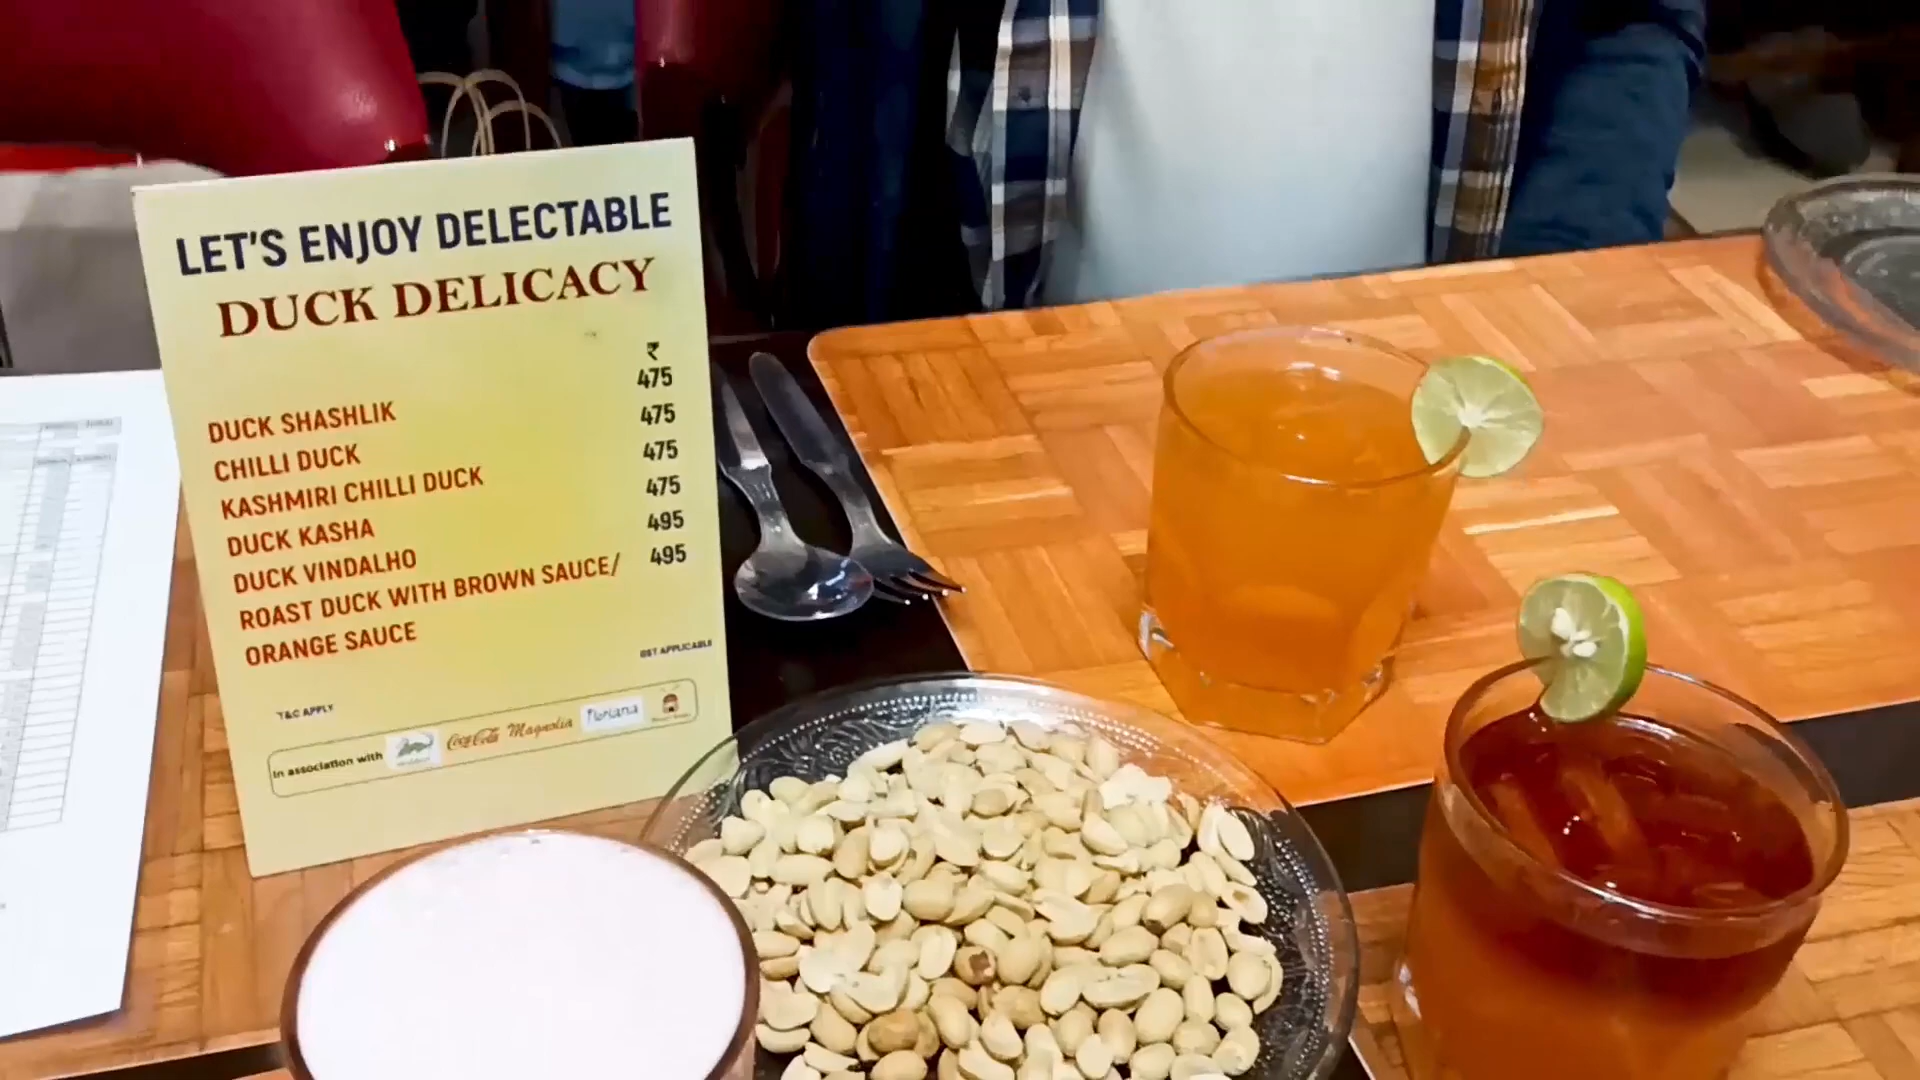 LET'S ENJOY DELECTABLE
DUCK DELICACY
₹
DUCK SHASHLIK 475
CHILLI DUCK 475
KASHMIRI CHILLI DUCK 475
DUCK KASHA 475
DUCK VINDALHO 495
ROAST DUCK WITH BROWN SAUCE/ 495
ORANGE SAUCE
GST APPLICABLE
T&C APPLY
In association with Coca-Cola Magnolia Floriana